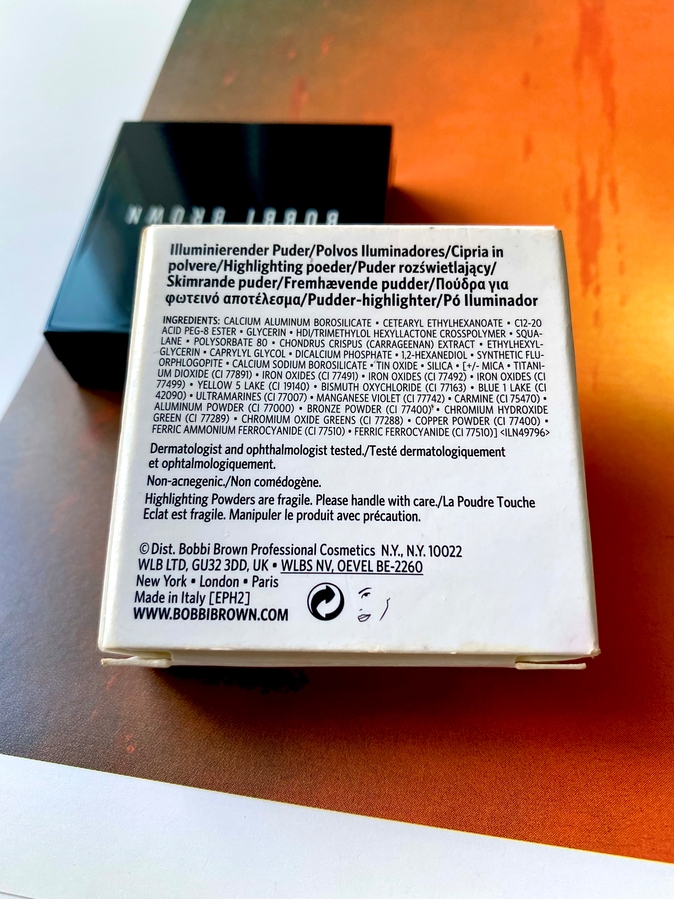 BOBBI BROWN
Illuminierender Puder/Polvos Iluminadores/Cipria in
polvere/Highlighting poeder/Puder rozświetlający/
Skimrande puder/Fremhævende pudder/Πούδρα για
φωτεινό αποτέλεσμα/Pudder-highlighter/Pó Iluminador
INGREDIENTS: CALCIUM ALUMINUM BOROSILICATE • CETEARYL ETHYLHEXANOATE • C12-20
ACID PEG-8 ESTER • GLYCERIN • HDI/TRIMETHYLOL HEXYLLACTONE CROSSPOLYMER • SQUA-
LANE • POLYSORBATE 80 • CHONDRUS CRISPUS (CARRAGEENAN) EXTRACT • ETHYLHEXYL-
GLYCERIN • CAPRYLYL GLYCOL • DICALCIUM PHOSPHATE • 1,2-HEXANEDIOL • SYNTHETIC FLU-
ORPHLOGOPITE • CALCIUM SODIUM BOROSILICATE • TIN OXIDE • SILICA • [+/- MICA • TITANI-
UM DIOXIDE (CI 77891) • IRON OXIDES (CI 77491) • IRON OXIDES (CI 77492) • IRON OXIDES (CI
77499) • YELLOW 5 LAKE (CI 19140) • BISMUTH OXYCHLORIDE (CI 77163) • BLUE 1 LAKE (CI
42090) • ULTRAMARINES (CI 77007) • MANGANESE VIOLET (CI 77742) • CARMINE (CI 75470) •
ALUMINUM POWDER (CI 77000) • BRONZE POWDER (CI 77400) • CHROMIUM HYDROXIDE
GREEN (CI 77289) • CHROMIUM OXIDE GREENS (CI 77288) • COPPER POWDER (CI 77400) •
FERRIC AMMONIUM FERROCYANIDE (CI 77510) • FERRIC FERROCYANIDE (CI 77510)] <ILN49796>
Dermatologist and ophthalmologist tested./Testé dermatologiquement
et ophtalmologiquement.
Non-acnegenic./Non comédogène.
Highlighting Powders are fragile. Please handle with care./La Poudre Touche
Eclat est fragile. Manipuler le produit avec précaution.
© Dist. Bobbi Brown Professional Cosmetics N.Y., N.Y. 10022
WLB LTD, GU32 3DD, UK • WLBS NV, OEVEL BE-2260
New York • London • Paris
Made in Italy [EPH2]
WWW.BOBBIBROWN.COM